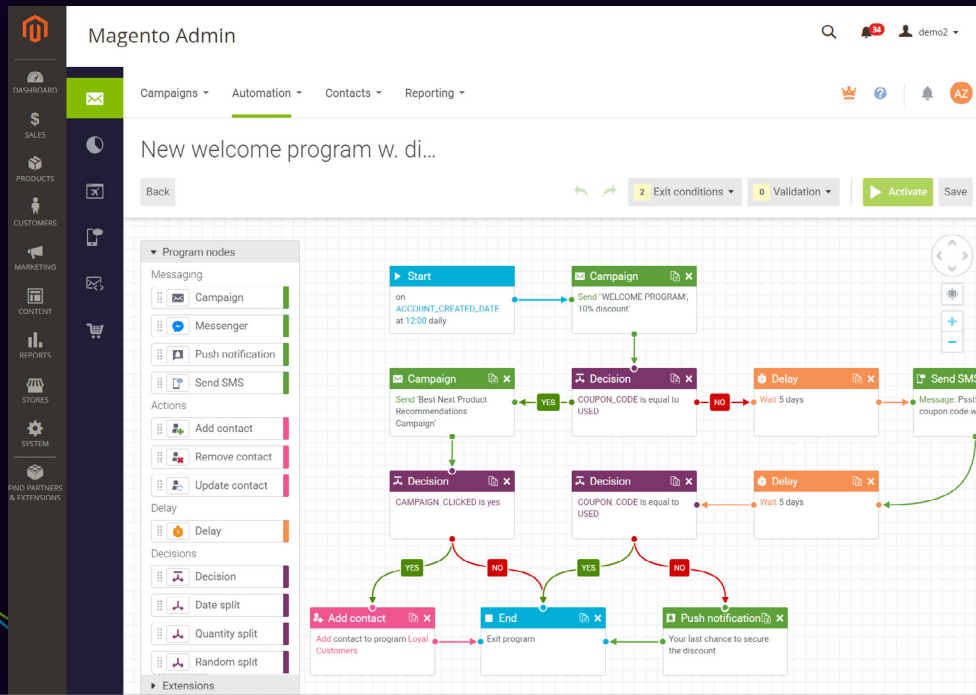 Magento Admin
34
demo2
DASHBOARD
SALES
PRODUCTS
CUSTOMERS
MARKETING
CONTENT
REPORTS
STORES
SYSTEM
FIND PARTNERS
& EXTENSIONS
Campaigns
Automation
Contacts
Reporting
?
AZ
New welcome program w. di...
Back
2 Exit conditions
0 Validation
Activate
Save
Program nodes
Messaging
Campaign
Messenger
Push notification
Send SMS
Actions
Add contact
Remove contact
Update contact
Delay
Delay
Decisions
Decision
Date split
Quantity split
Random split
Extensions
Start
on
ACCOUNT_CREATED_DATE
at 12:00 daily
Campaign
Send "WELCOME PROGRAM',
10% discount'
Campaign
Send 'Best Next Product
Recommendations
Campaign'
YES
Decision
COUPON_CODE is equal to
USED
NO
Delay
Wait 5 days
Send SMS
Message: Psst
coupon code w
Decision
CAMPAIGN_CLICKED is yes
Decision
COUPON_CODE is equal to
USED
Delay
Wait 5 days
YES
NO
YES
NO
Add contact
Add contact to program Loyal
Customers
End
Exit program
Push notification
Your last chance to secure
the discount